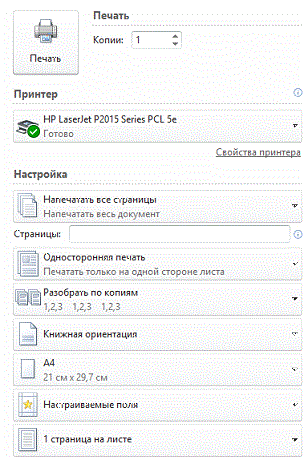 Печать
Копии: 1
Печать
Принтер
HP LaserJet P2015 Series PCL 5e
Готово
Свойства принтера
Настройка
Напечатать все страницы
Напечатать весь документ
Страницы:
Односторонняя печать
Печатать только на одной стороне листа
Разобрать по копиям
1,2,3 1,2,3 1,2,3
Книжная ориентация
А4
21 см x 29,7 см
Настраиваемые поля
1 страница на листе